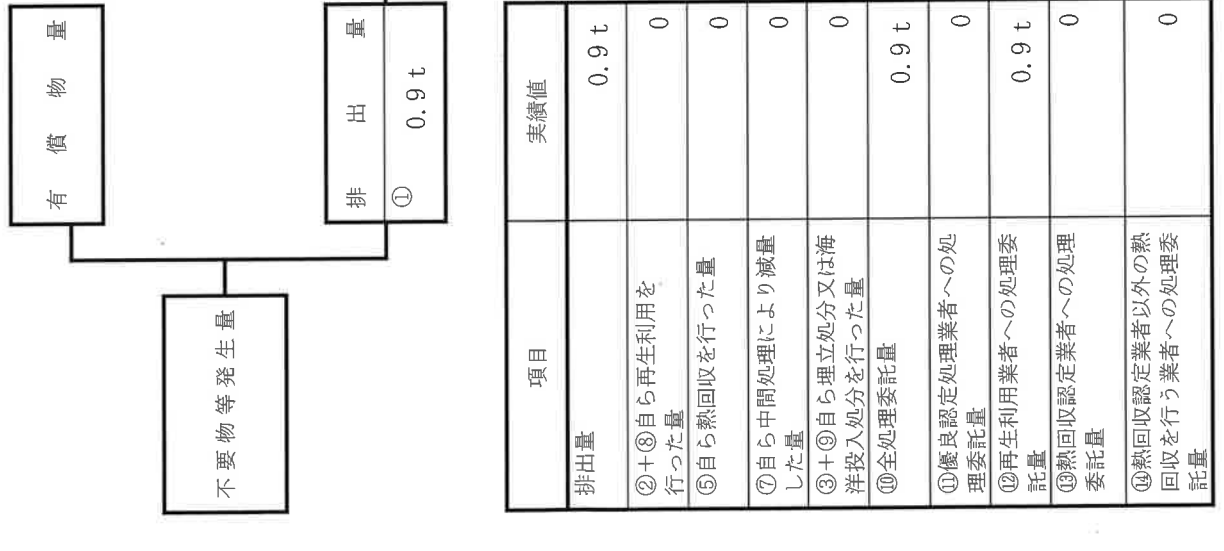 有償物量
不要物等発生量
排出量
①
0.9 t
項目 実績値
排出量 0.9 t
②+⑧自ら再生利用を
行った量 0
⑤自ら熱回収を行った量 0
⑦自ら中間処理により減量
した量 0
③+⑨自ら埋立処分又は海
洋投入処分を行った量 0
⑩全処理委託量 0.9 t
⑪優良認定処理業者への処
理委託量 0
⑫再生利用業者への処理委
託量 0.9 t
⑬熱回収認定業者への処理
委託量 0
⑭熱回収認定業者以外の熱
回収を行う業者への処理委
託量 0